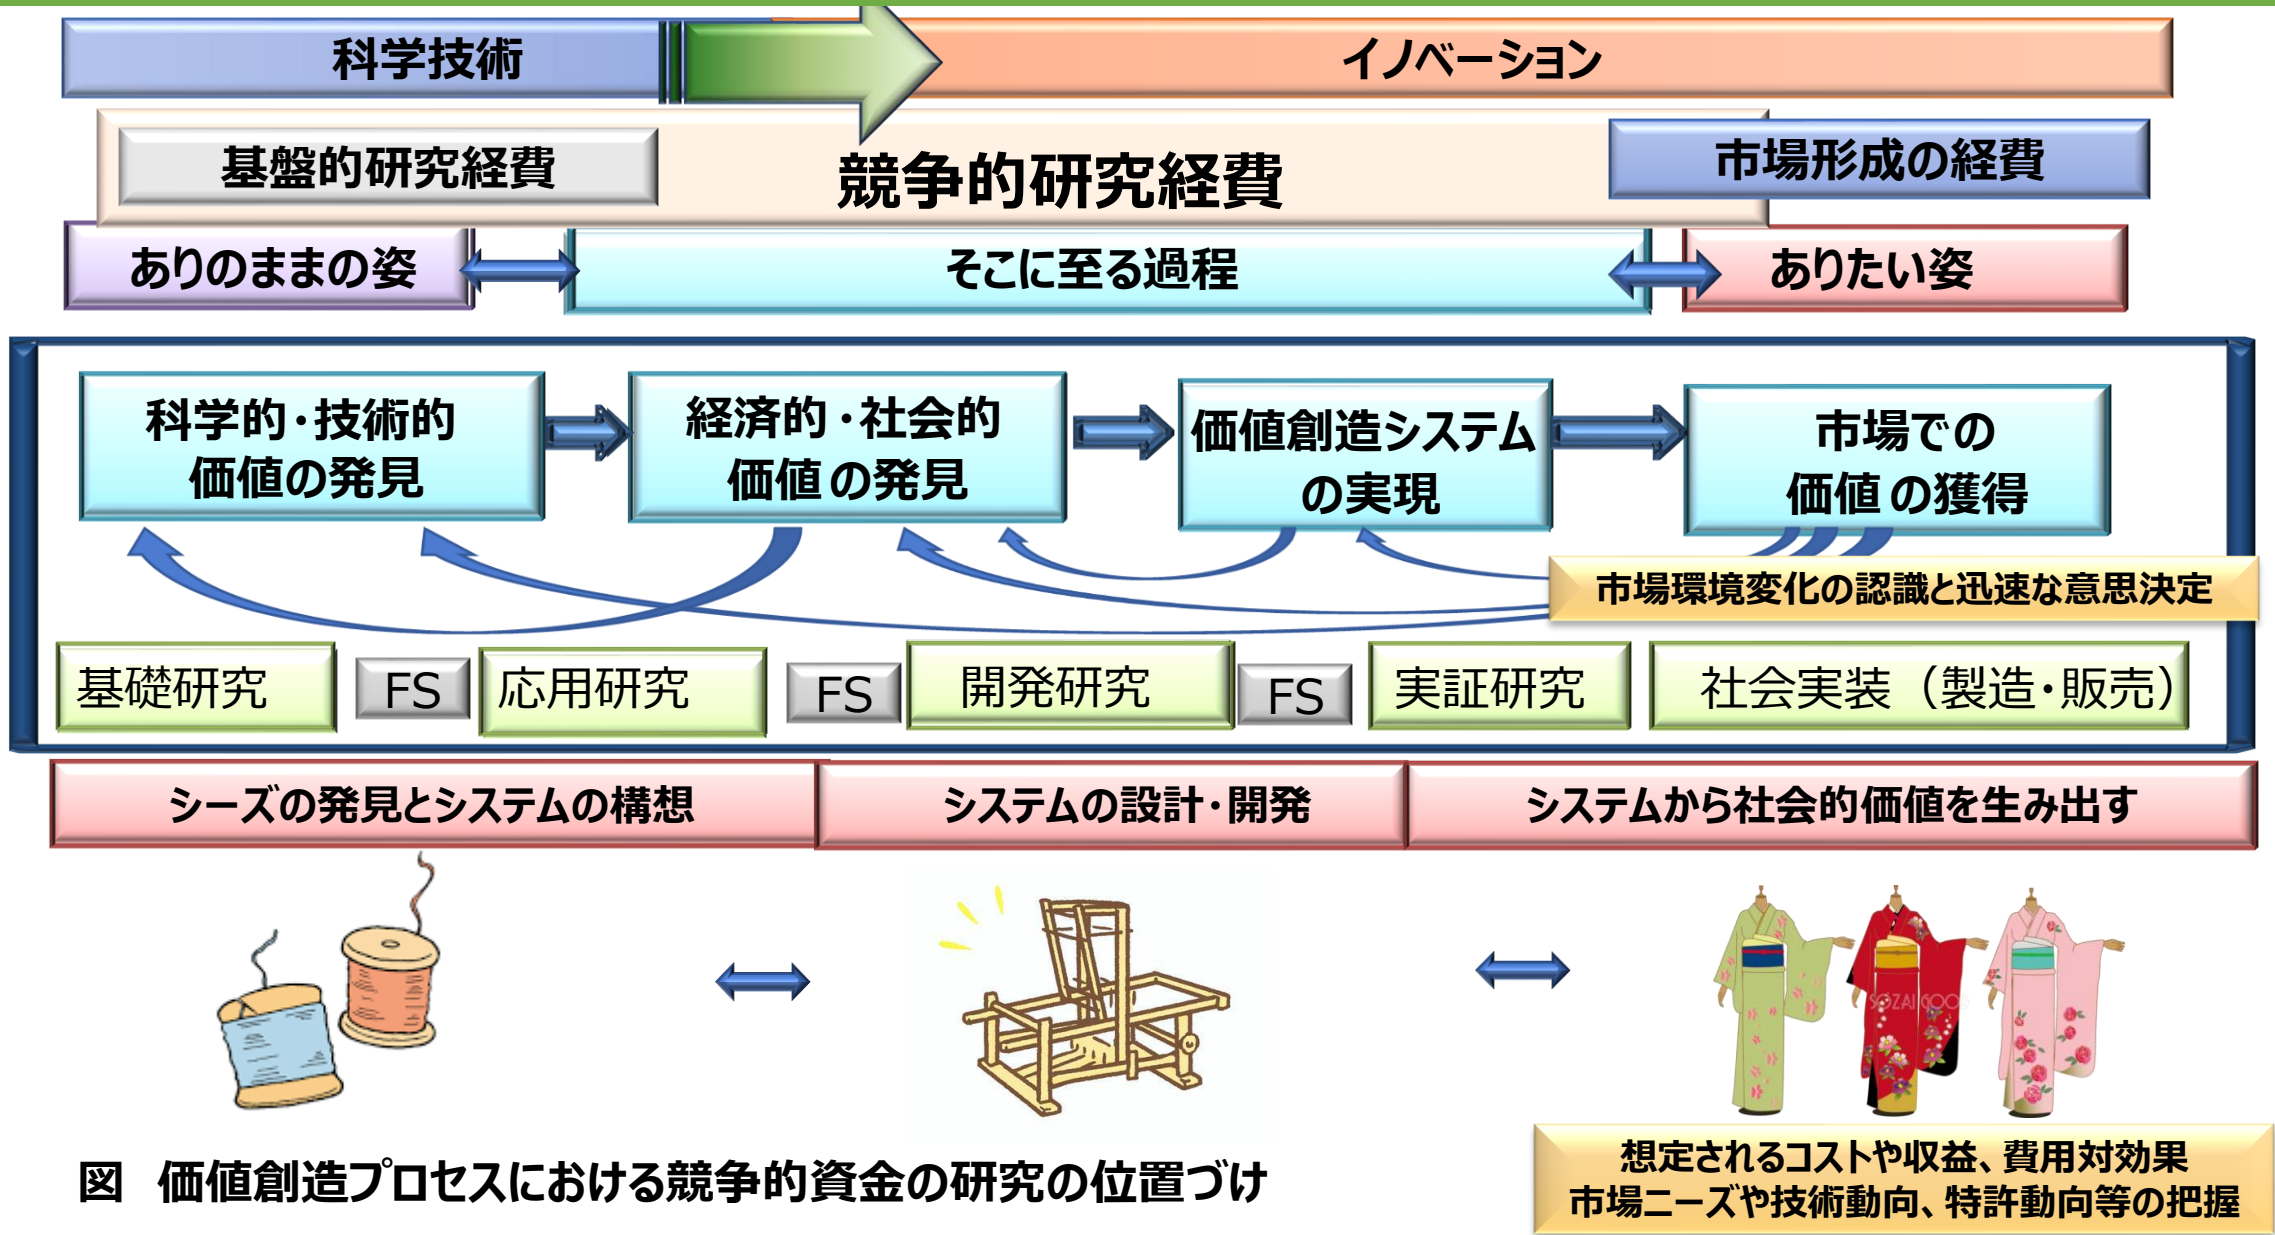 科学技術
イノベーション
基盤的研究経費
競争的研究経費
市場形成の経費
ありのままの姿
そこに至る過程
ありたい姿
科学的・技術的
価値の発見
経済的・社会的
価値の発見
価値創造システム
の実現
市場での
価値の獲得
市場環境変化の認識と迅速な意思決定
基礎研究
FS
応用研究
FS
開発研究
FS
実証研究
社会実装（製造・販売）
シーズの発見とシステムの構想
システムの設計・開発
システムから社会的価値を生み出す
SOZAI GOOD
図 価値創造プロセスにおける競争的資金の研究の位置づけ
想定されるコストや収益、費用対効果
市場ニーズや技術動向、特許動向等の把握